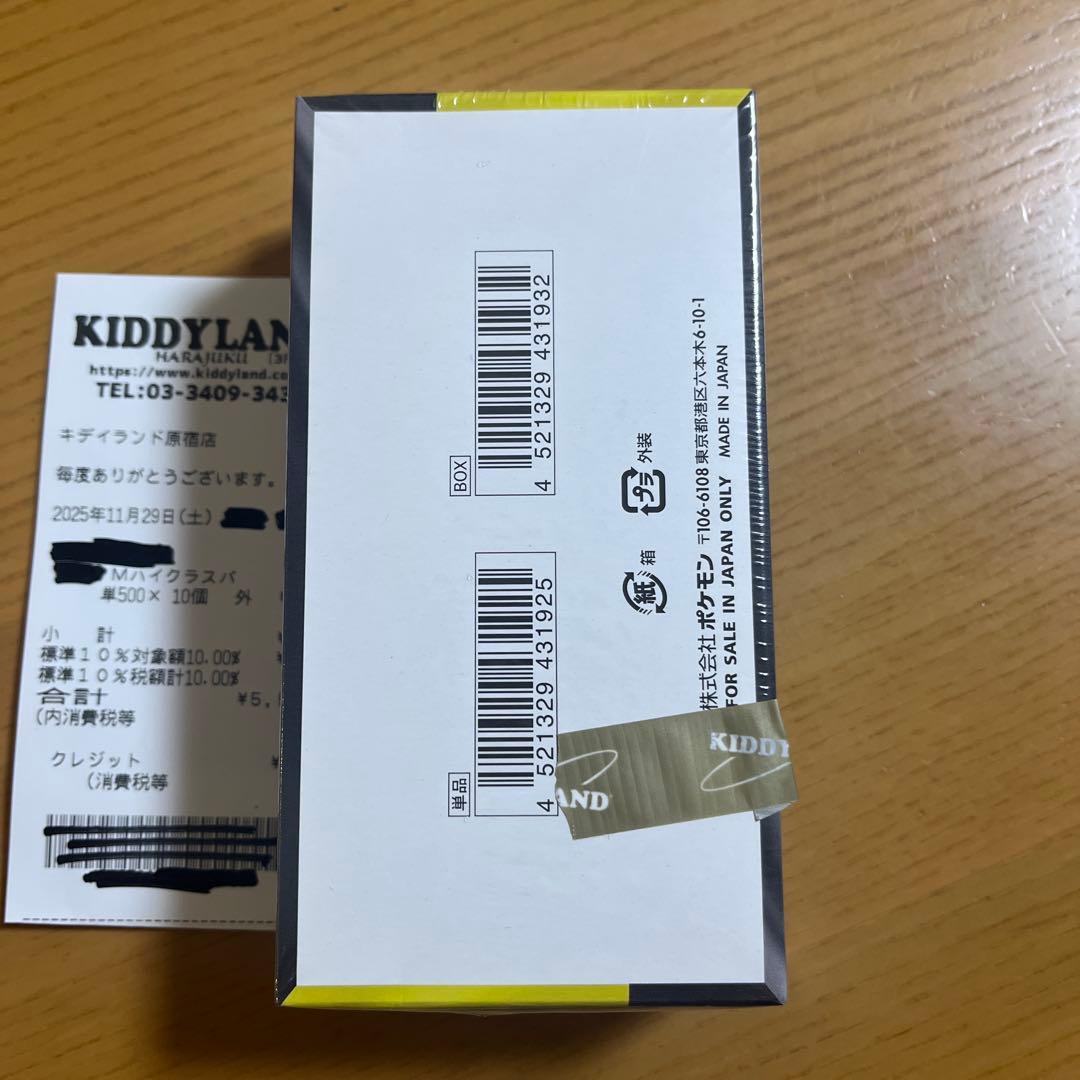 KIDDYLAN
HARAJUKU
https://www.kiddyland.co
TEL:03-3409-343
キデイランド原宿店
毎度ありがとうございます。
2025年11月29日(土)
Mハイクラスパ
単500× 10個 外
小 計
標準10%対象額10.00%
標準10%税額計10.00%
合計 ¥5,
(内消費税等
クレジット ¥
(消費税等
BOX
4 521329 431932
単品
4 521329 431925
プラ 外装
紙 箱
株式会社ポケモン 〒106-6108 東京都港区六本木6-10-1
FOR SALE IN JAPAN ONLY MADE IN JAPAN
KIDDY
AND